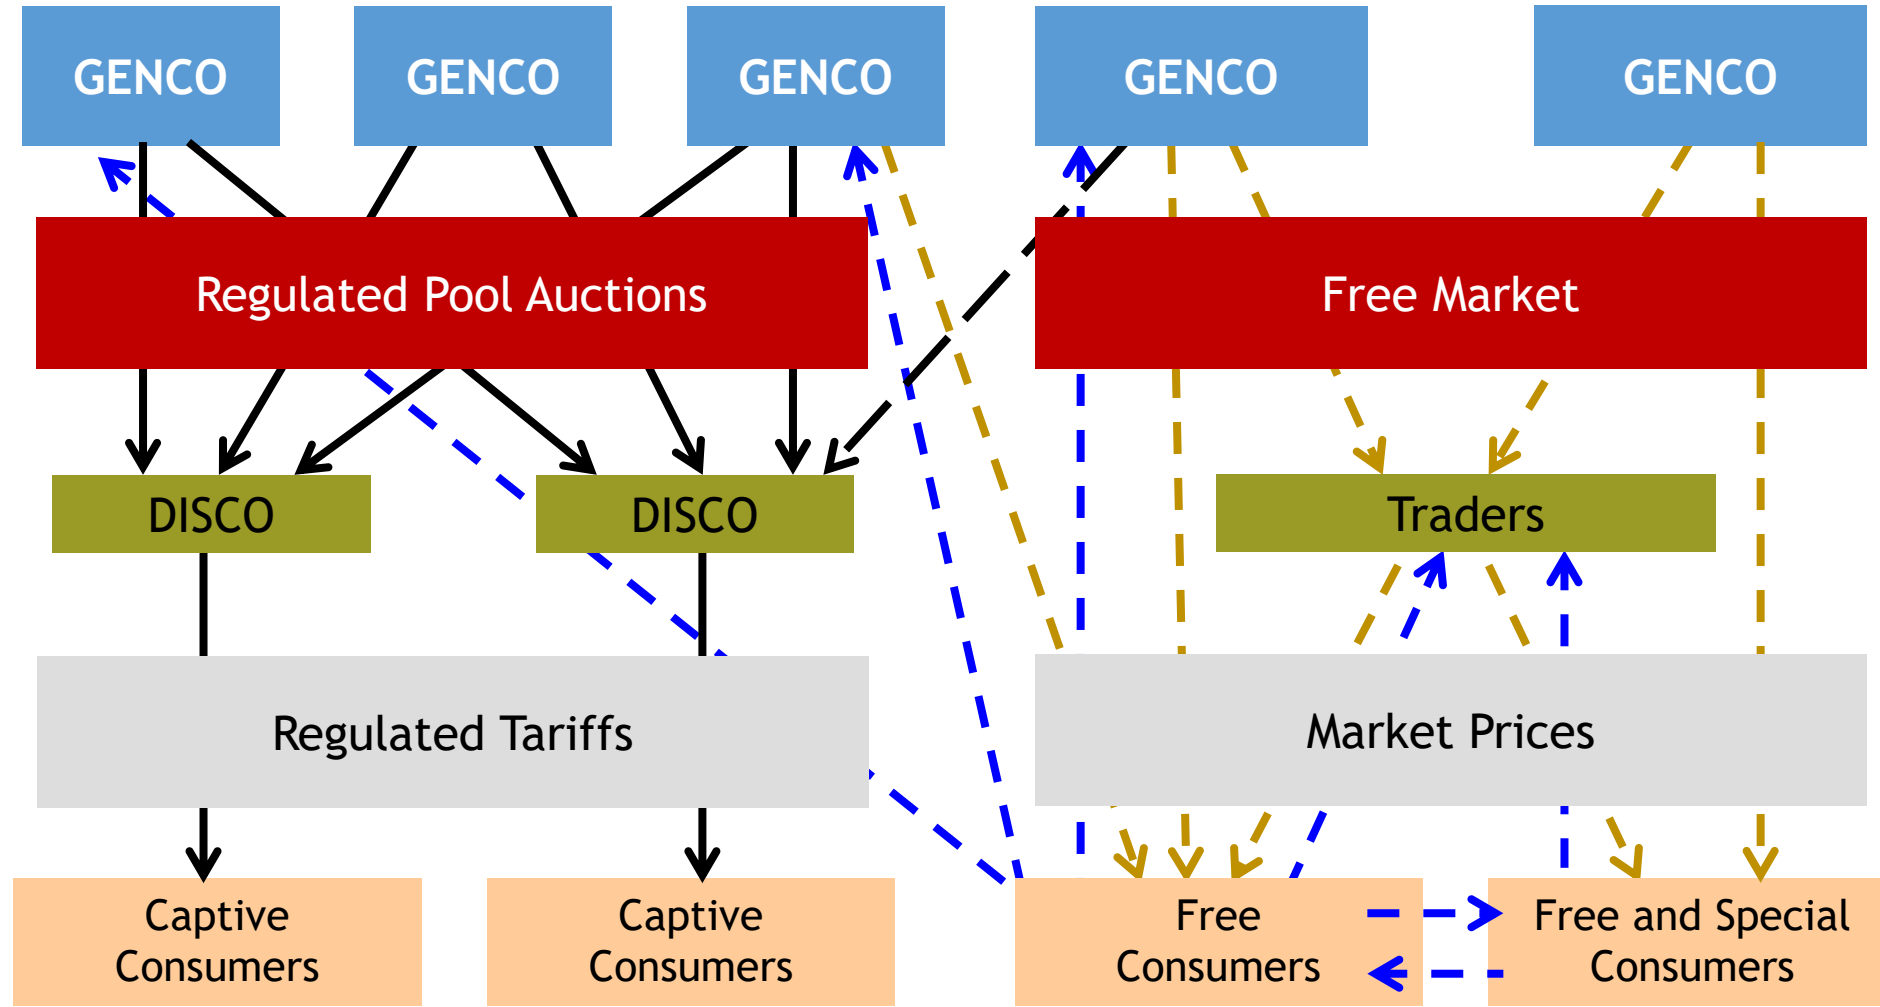 GENCO
GENCO
GENCO
GENCO
GENCO
Regulated Pool Auctions
Free Market
DISCO
DISCO
Traders
Regulated Tariffs
Market Prices
Captive
Consumers
Captive
Consumers
Free
Consumers
Free and Special
Consumers